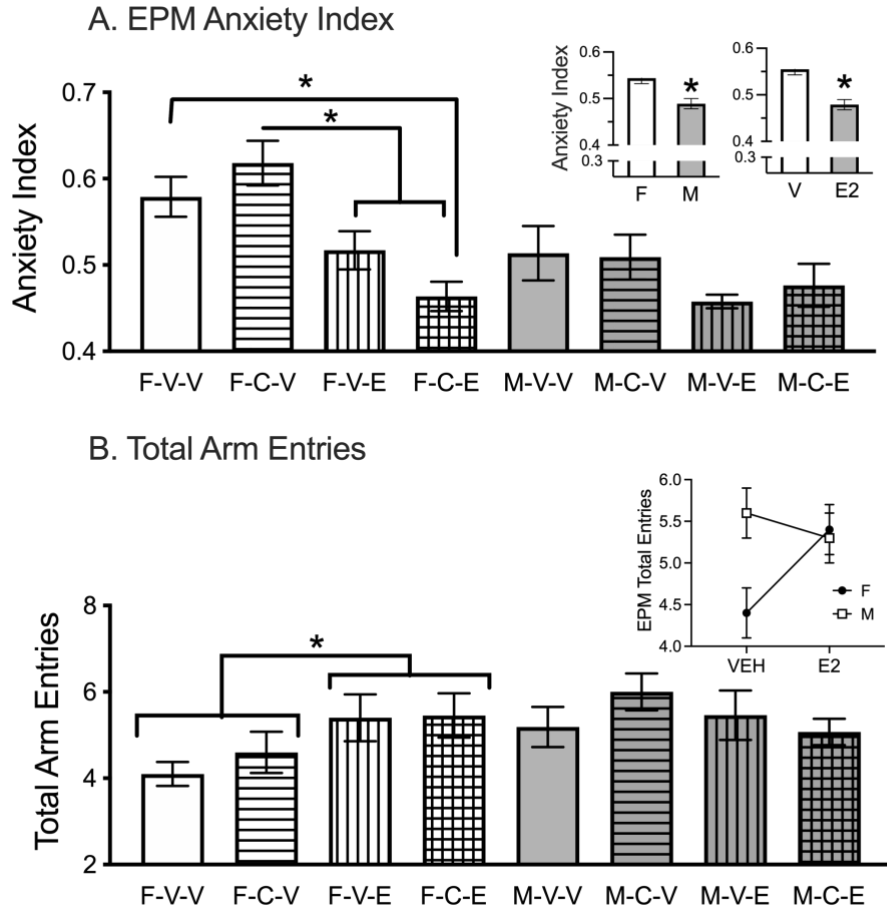 A. EPM Anxiety Index
Anxiety Index
0.7
0.6
0.5
0.4
*
*
F-V-V F-C-V F-V-E F-C-E M-V-V M-C-V M-V-E M-C-E
Anxiety Index
0.6
0.5
0.4
0.3
*
F M
0.6
0.5
0.4
0.3
*
V E2
B. Total Arm Entries
Total Arm Entries
8
6
4
2
*
F-V-V F-C-V F-V-E F-C-E M-V-V M-C-V M-V-E M-C-E
EPM Total Entries
6.0
5.5
5.0
4.5
4.0
F
M
VEH E2